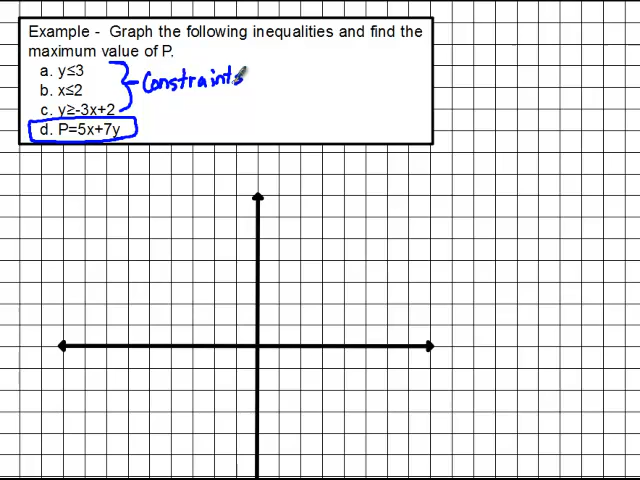 Example - Graph the following inequalities and find the
maximum value of P.
a. y≤3
b. x≤2
Constraints
c. y≥-3x+2
d. P=5x+7y